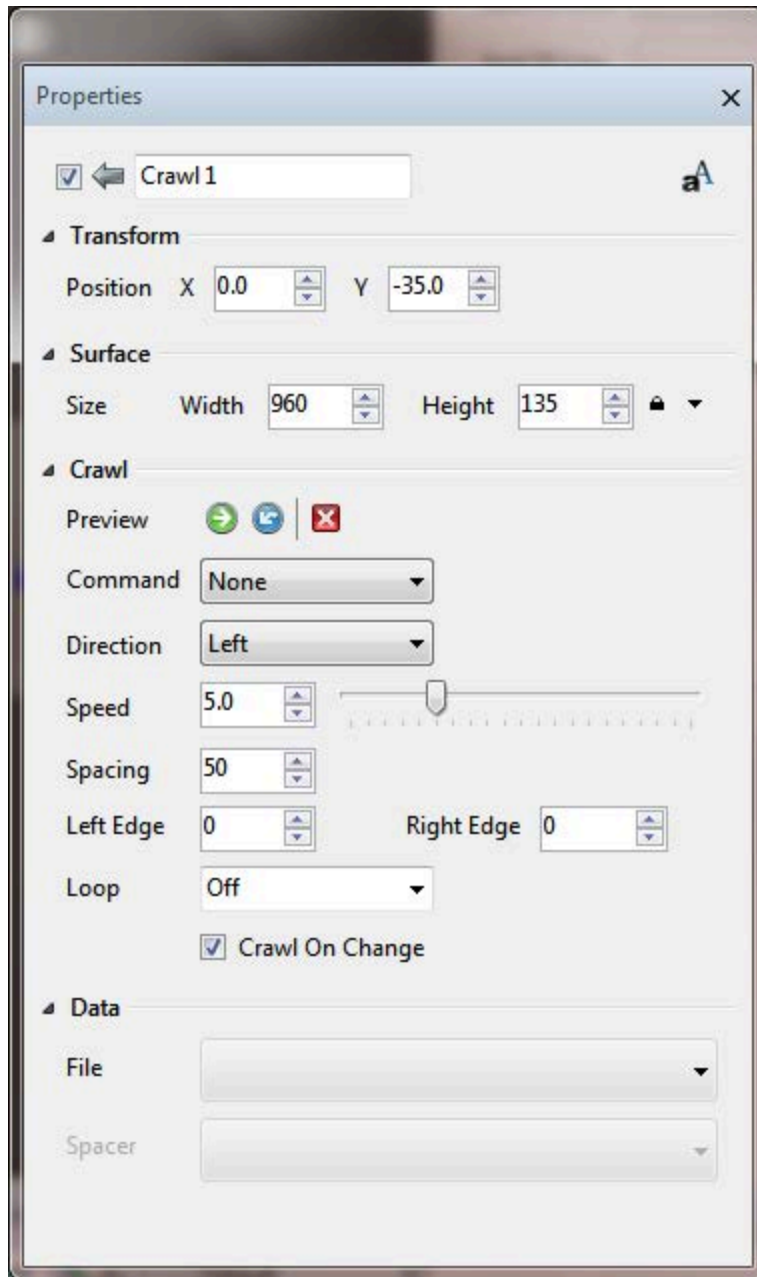 Properties
Crawl 1
aA
Transform
Position X 0.0 Y -35.0
Surface
Size Width 960 Height 135
Crawl
Preview
Command None
Direction Left
Speed 5.0
Spacing 50
Left Edge 0 Right Edge 0
Loop Off
Crawl On Change
Data
File
Spacer